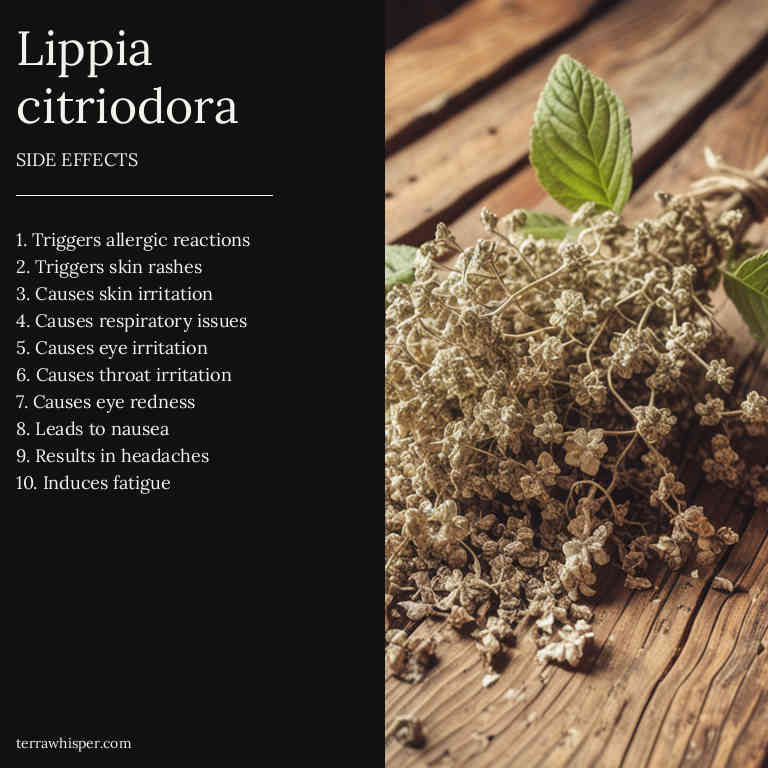 Lippia
citriodora
SIDE EFFECTS
1. Triggers allergic reactions
2. Triggers skin rashes
3. Causes skin irritation
4. Causes respiratory issues
5. Causes eye irritation
6. Causes throat irritation
7. Causes eye redness
8. Leads to nausea
9. Results in headaches
10. Induces fatigue
terrawhisper.com